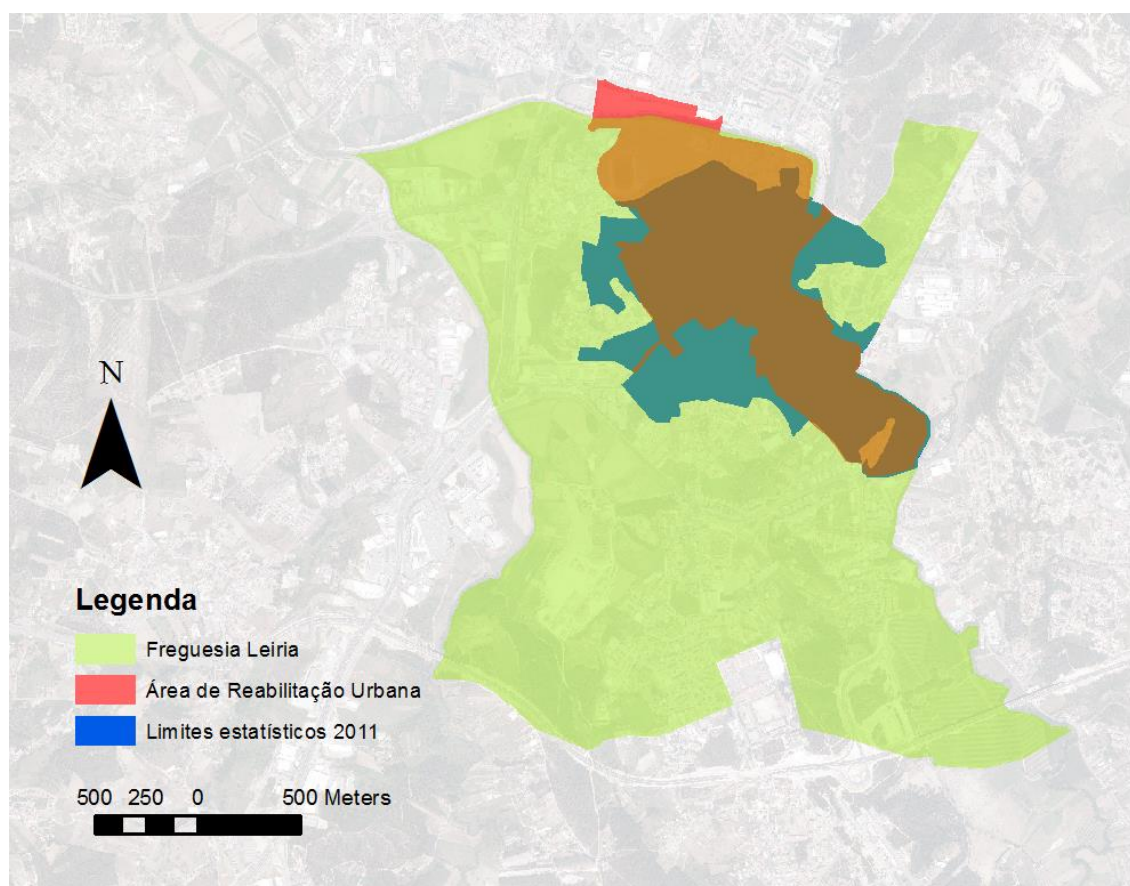 N
Legenda
Freguesia Leiria
Área de Reabilitação Urbana
Limites estatísticos 2011
500 250 0 500 Meters